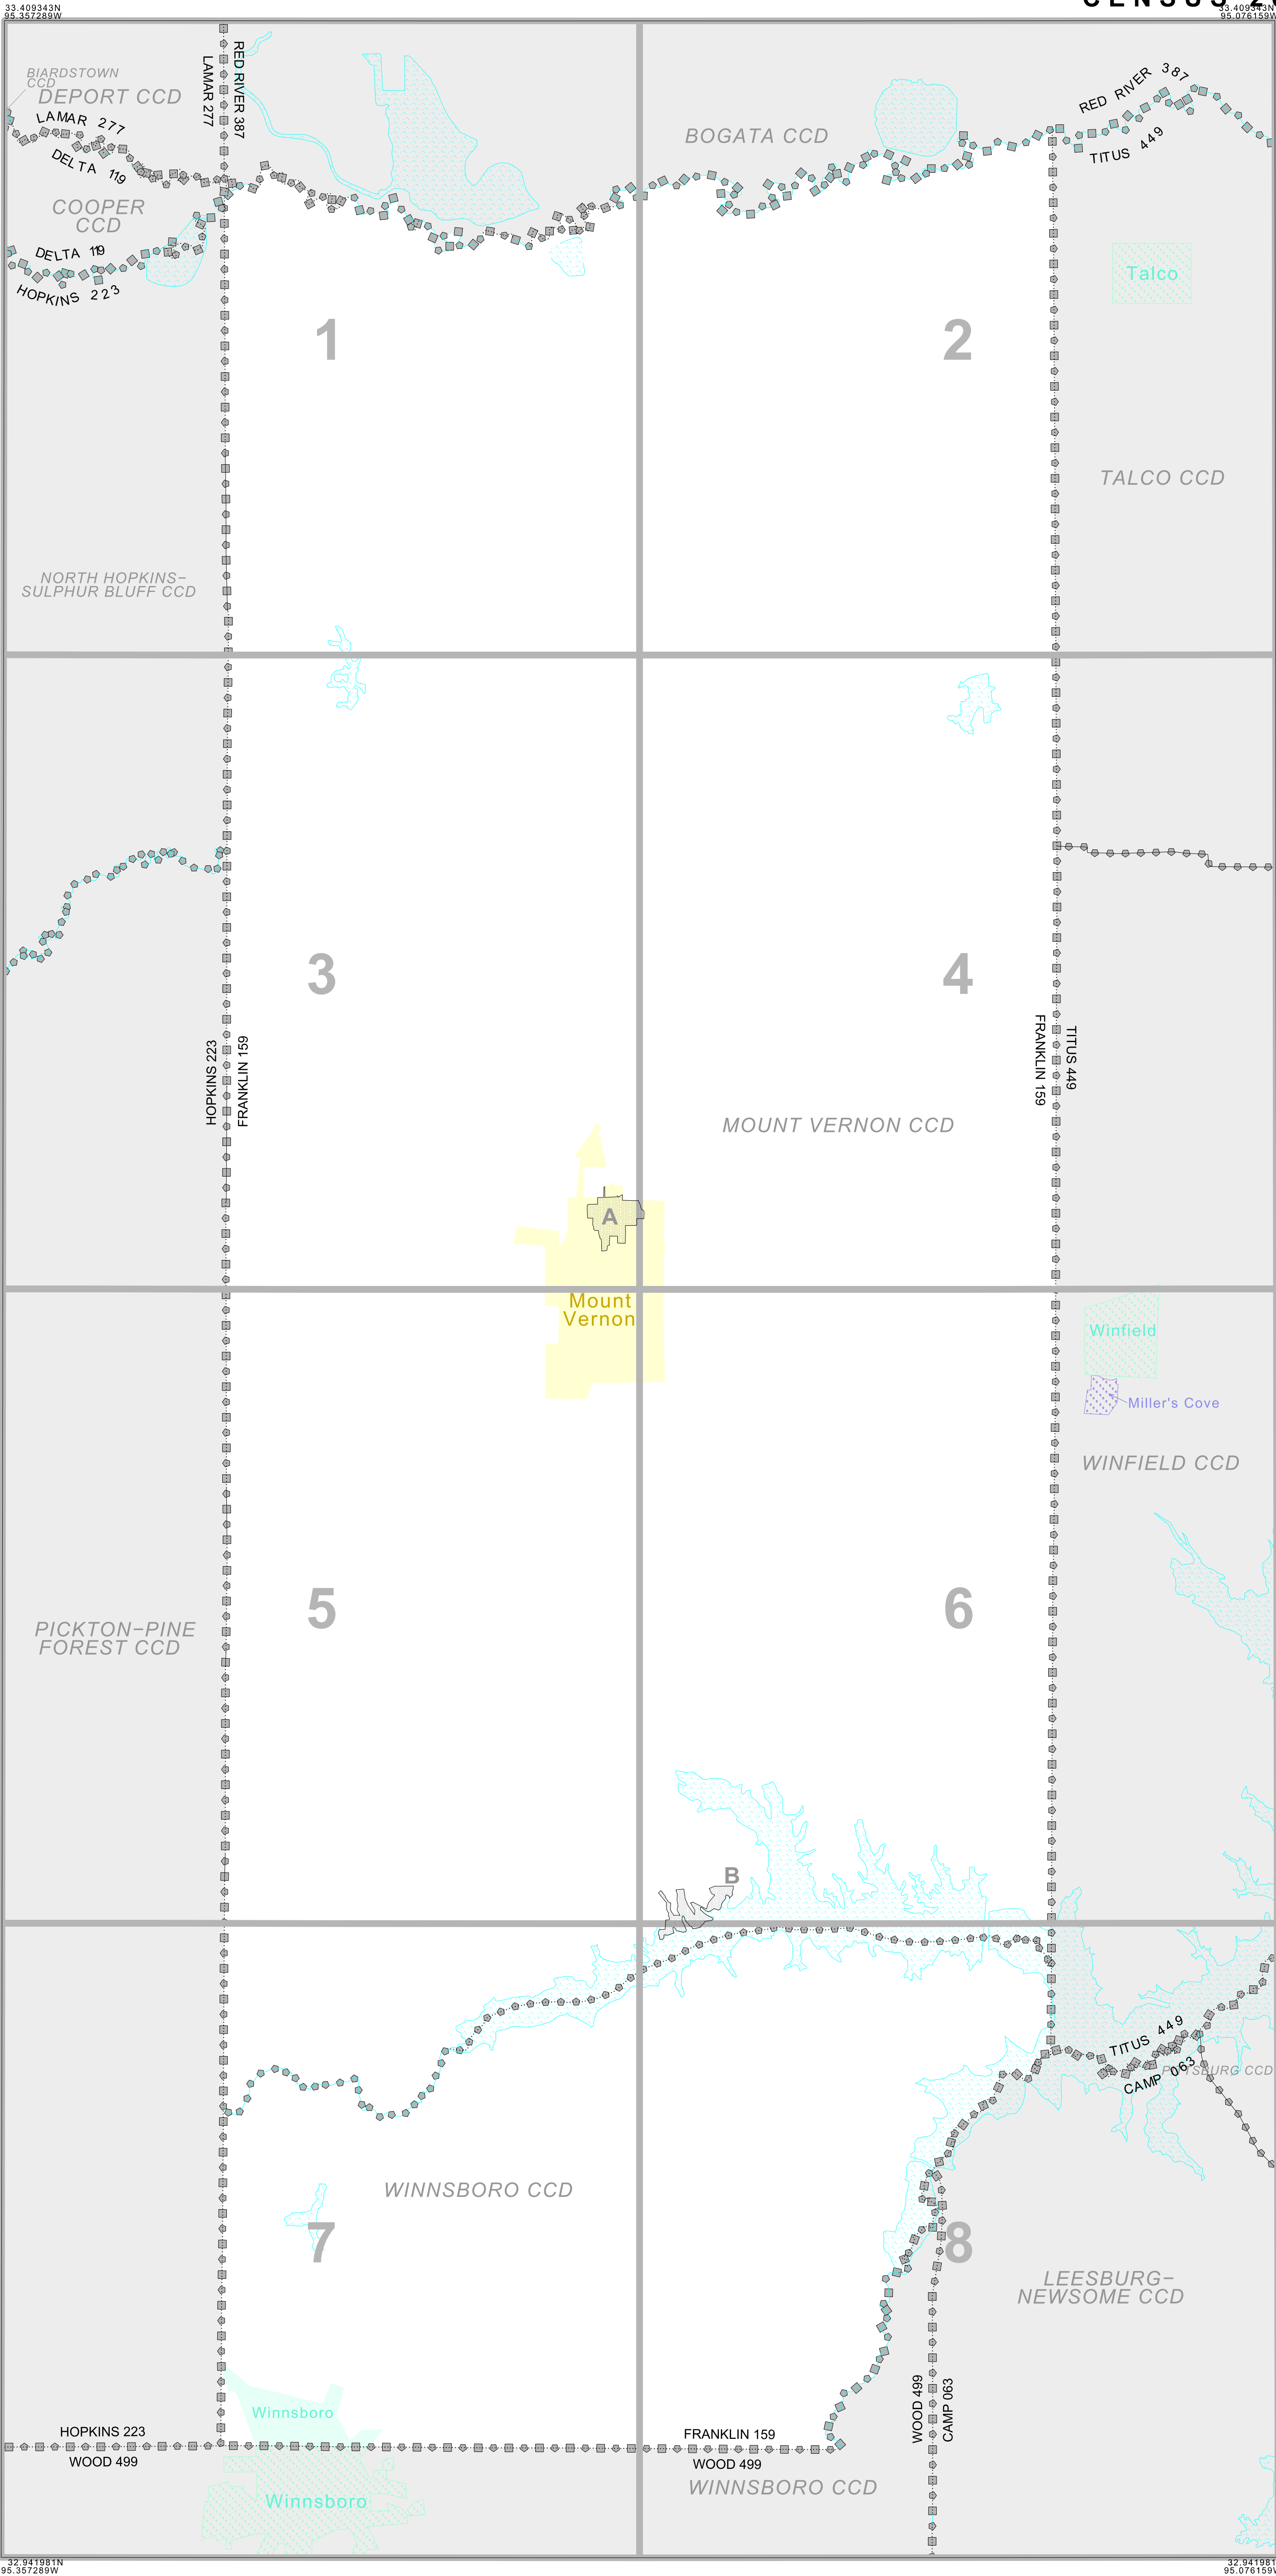 CENSUS 2
33.409343N
95.357289W
33.409343N
95.076159W
BIARDSTOWN
CCD
DEPORT CCD
LAMAR 277
RED RIVER 387
LAMAR 277
DELTA 119
BOGATA CCD
RED RIVER 387
TITUS 449
COOPER
CCD
DELTA 119
HOPKINS 223
Talco
1
2
TALCO CCD
NORTH HOPKINS-
SULPHUR BLUFF CCD
3
4
HOPKINS 223
FRANKLIN 159
FRANKLIN 159
TITUS 449
MOUNT VERNON CCD
A
Mount
Vernon
Winfield
Miller's Cove
WINFIELD CCD
5
6
PICKTON-PINE
FOREST CCD
B
TITUS 449
CAMP 063
WINNSBORO CCD
7
8
LEESBURG-
NEWSOME CCD
WOOD 499
CAMP 063
Winnsboro
HOPKINS 223
WOOD 499
FRANKLIN 159
WOOD 499
WINNSBORO CCD
Winnsboro
32.941981N
95.357289W
32.941981
95.076159W